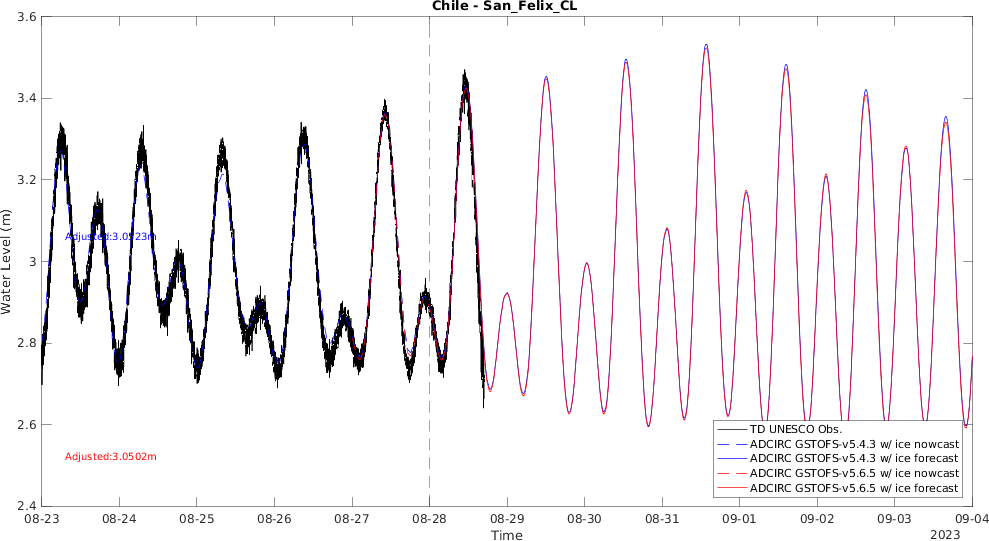 Chile - San_Felix_CL
3.6
3.4
3.2
3
2.8
2.6
2.4
Water Level (m)
Adjusted:3.0523m
Adjusted:3.0502m
TD UNESCO Obs.
ADCIRC GSTOFS-v5.4.3 w/ ice nowcast
ADCIRC GSTOFS-v5.4.3 w/ ice forecast
ADCIRC GSTOFS-v5.6.5 w/ ice nowcast
ADCIRC GSTOFS-v5.6.5 w/ ice forecast
08-23 08-24 08-25 08-26 08-27 08-28 08-29 08-30 08-31 09-01 09-02 09-03 09-04
Time
2023